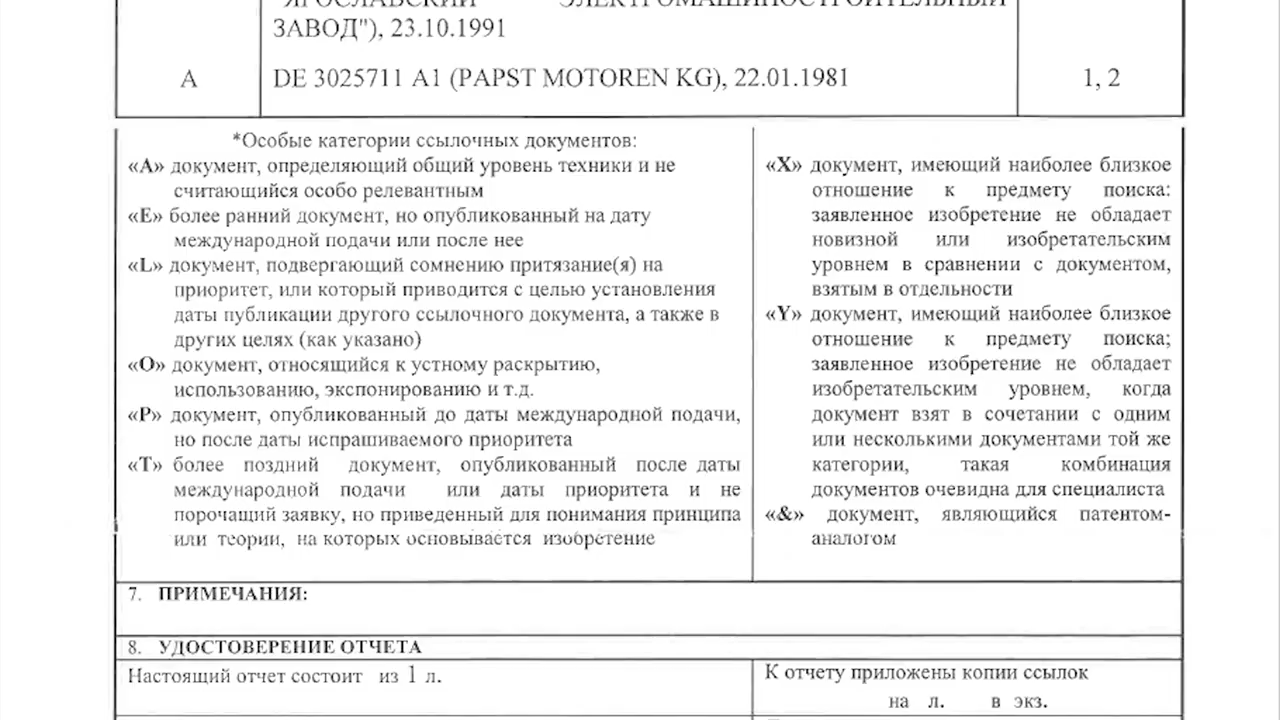 "ЯРОСЛАВСКИЙ ЭЛЕКТРОМАШИНОСТРОИТЕЛЬНЫЙ
ЗАВОД"), 23.10.1991
A
DE 3025711 A1 (PAPST MOTOREN KG), 22.01.1981
1, 2
*Особые категории ссылочных документов:
«A» документ, определяющий общий уровень техники и не
считающийся особо релевантным
«E» более ранний документ, но опубликованный на дату
международной подачи или после нее
«L» документ, подвергающий сомнению притязание(я) на
приоритет, или который приводится с целью установления
даты публикации другого ссылочного документа, а также в
других целях (как указано)
«O» документ, относящийся к устному раскрытию,
использованию, экспонированию и т.д.
«P» документ, опубликованный до даты международной подачи,
но после даты испрашиваемого приоритета
«T» более поздний документ, опубликованный после даты
международной подачи или даты приоритета и не
порочащий заявку, но приведенный для понимания принципа
или теории, на которых основывается изобретение
«X» документ, имеющий наиболее близкое
отношение к предмету поиска:
заявленное изобретение не обладает
новизной или изобретательским
уровнем в сравнении с документом,
взятым в отдельности
«Y» документ, имеющий наиболее близкое
отношение к предмету поиска;
заявленное изобретение не обладает
изобретательским уровнем, когда
документ взят в сочетании с одним
или несколькими документами той же
категории, такая комбинация
документов очевидна для специалиста
«&» документ, являющийся патентом-
аналогом
7. ПРИМЕЧАНИЯ:
8. УДОСТОВЕРЕНИЕ ОТЧЕТА
Настоящий отчет состоит из 1 л.
К отчету приложены копии ссылок
на л. в экз.